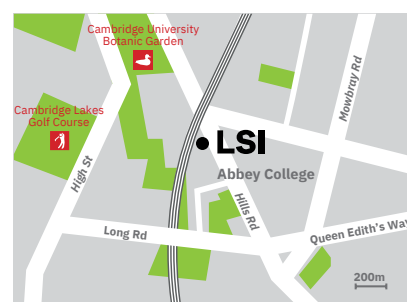 Cambridge University
Botanic Garden
Mowbray Rd
Cambridge Lakes
Golf Course
LSI
High St
Abbey College
Hills Rd
Long Rd
Queen Edith's Way
200m